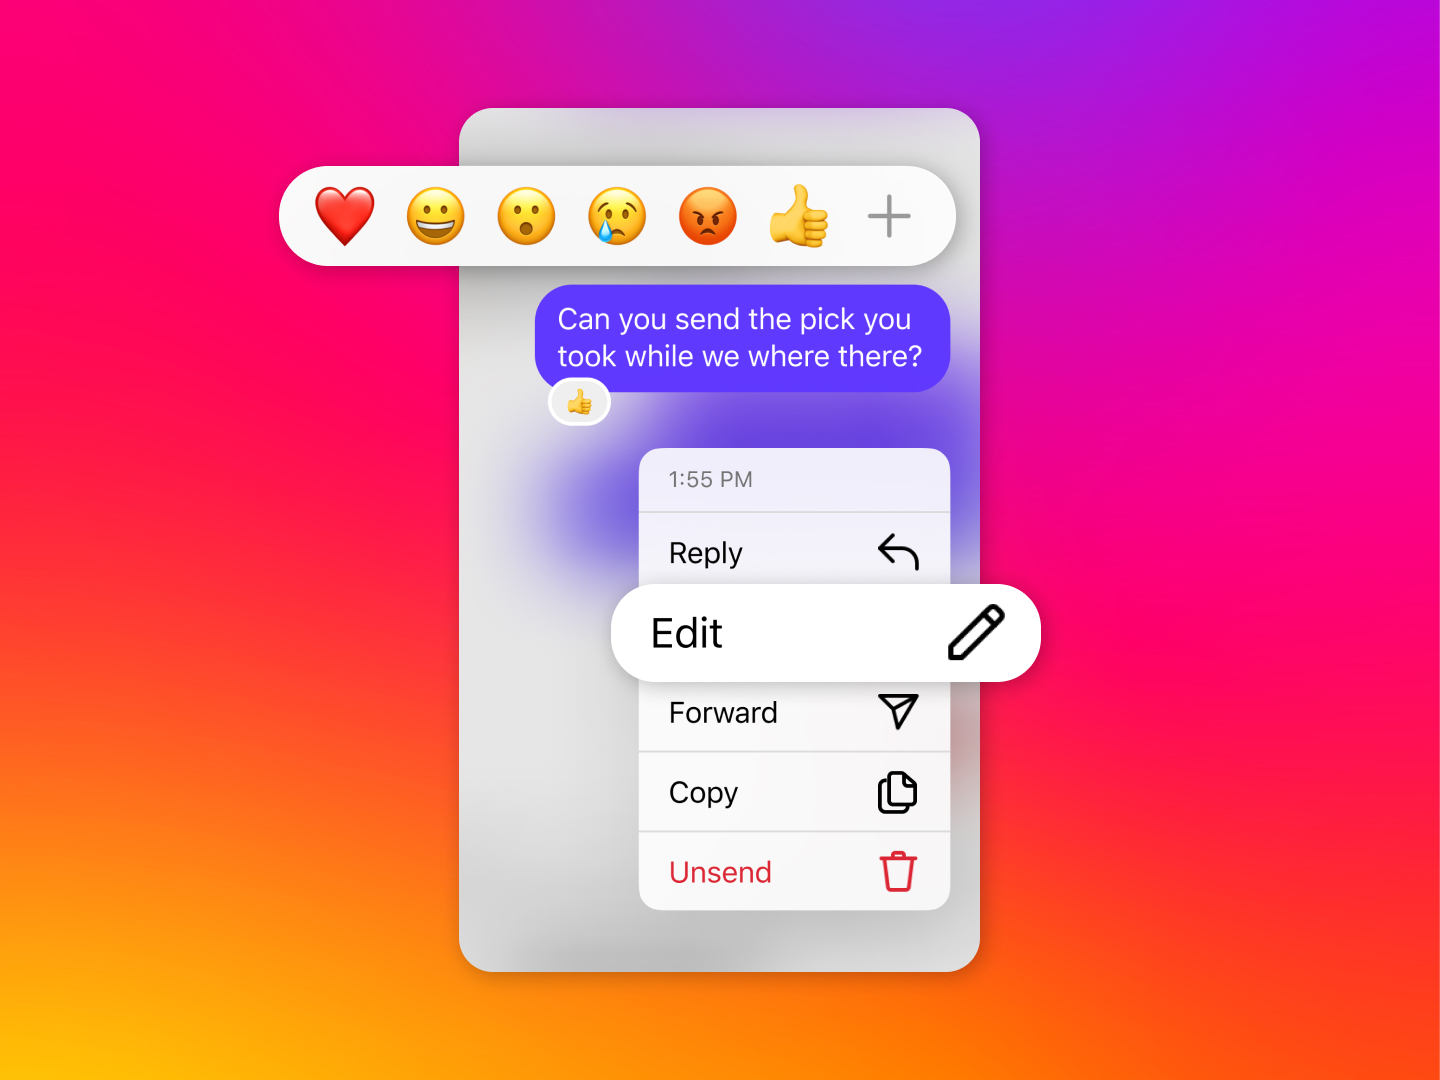 Can you send the pick you
took while we where there?
1:55 PM
Reply
Edit
Forward
Copy
Unsend